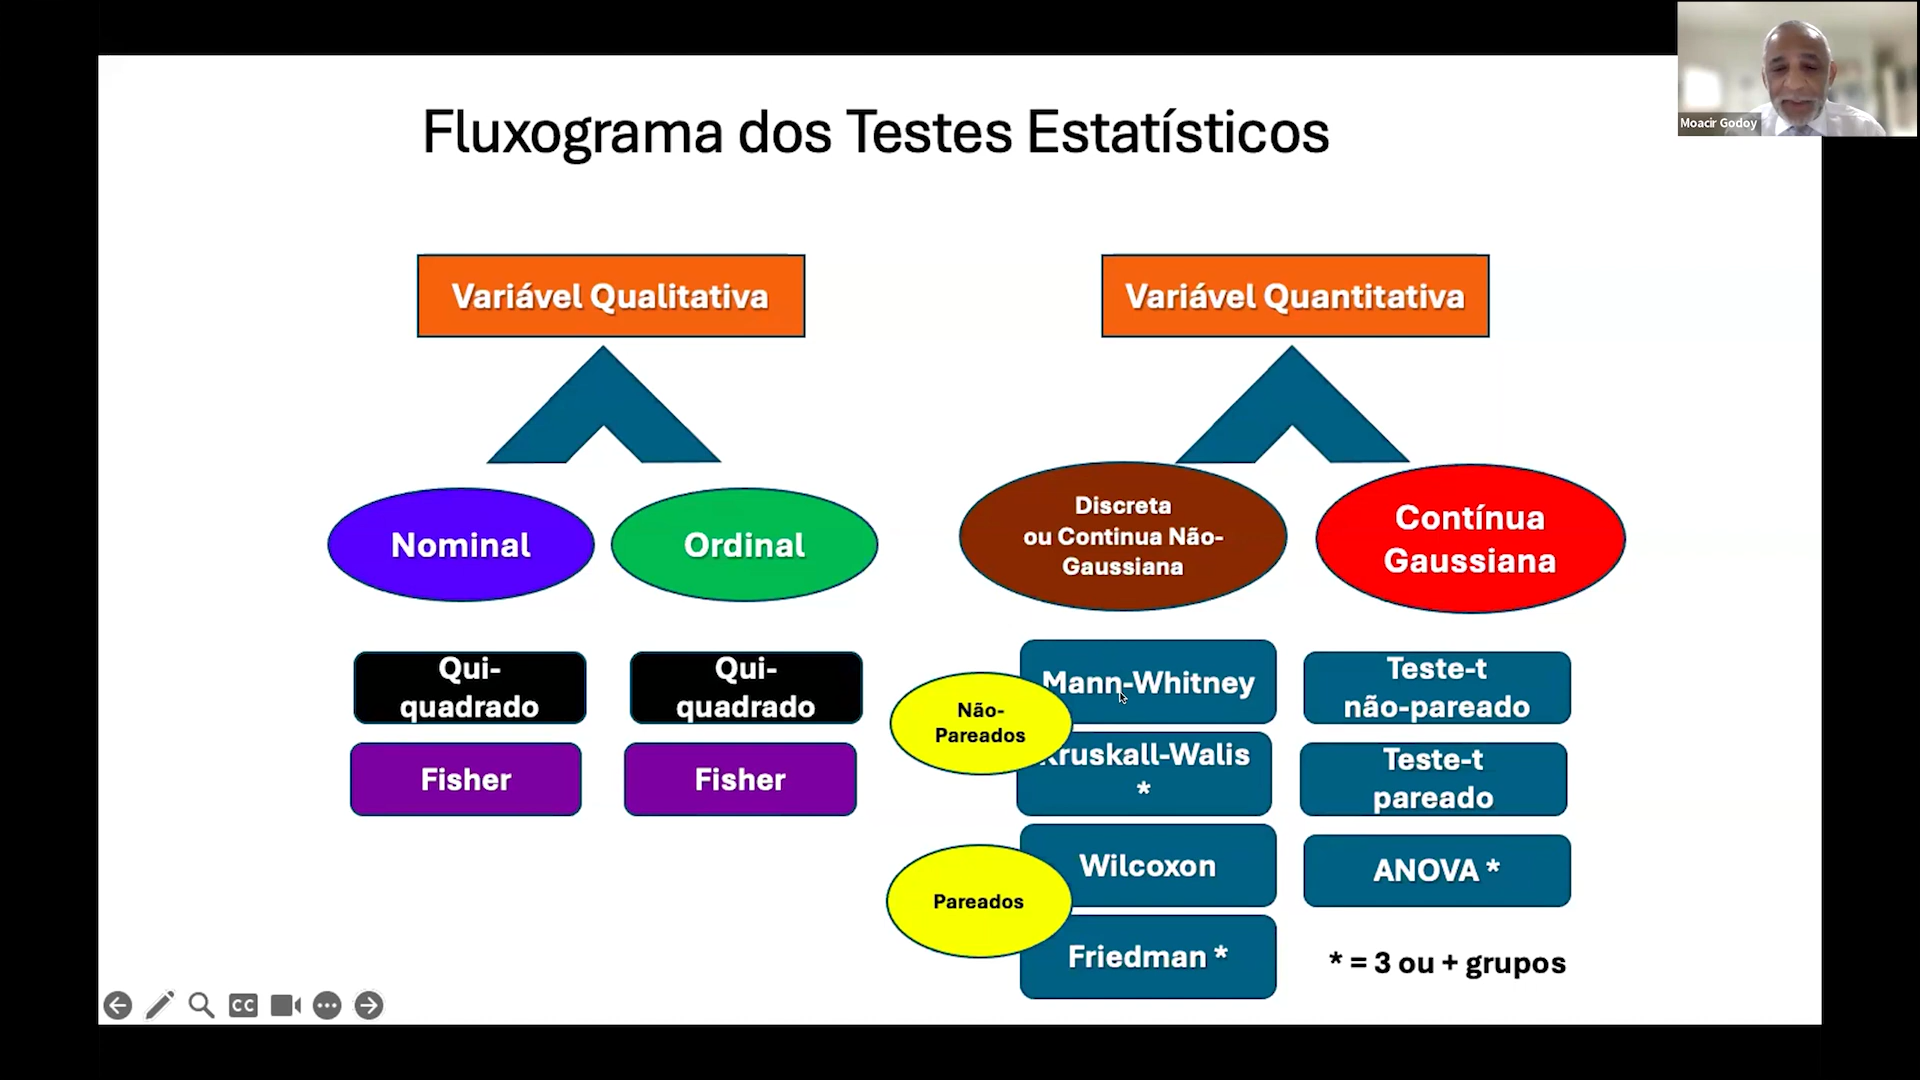 Moacir Godoy
Fluxograma dos Testes Estatísticos
Variável Qualitativa
Variável Quantitativa
Nominal
Ordinal
Discreta
ou Continua Não-
Gaussiana
Contínua
Gaussiana
Qui-
quadrado
Qui-
quadrado
Fisher
Fisher
Não-
Pareados
Mann-Whitney
Kruskall-Walis
*
Pareados
Wilcoxon
Friedman *
Teste-t
não-pareado
Teste-t
pareado
ANOVA *
* = 3 ou + grupos
CC